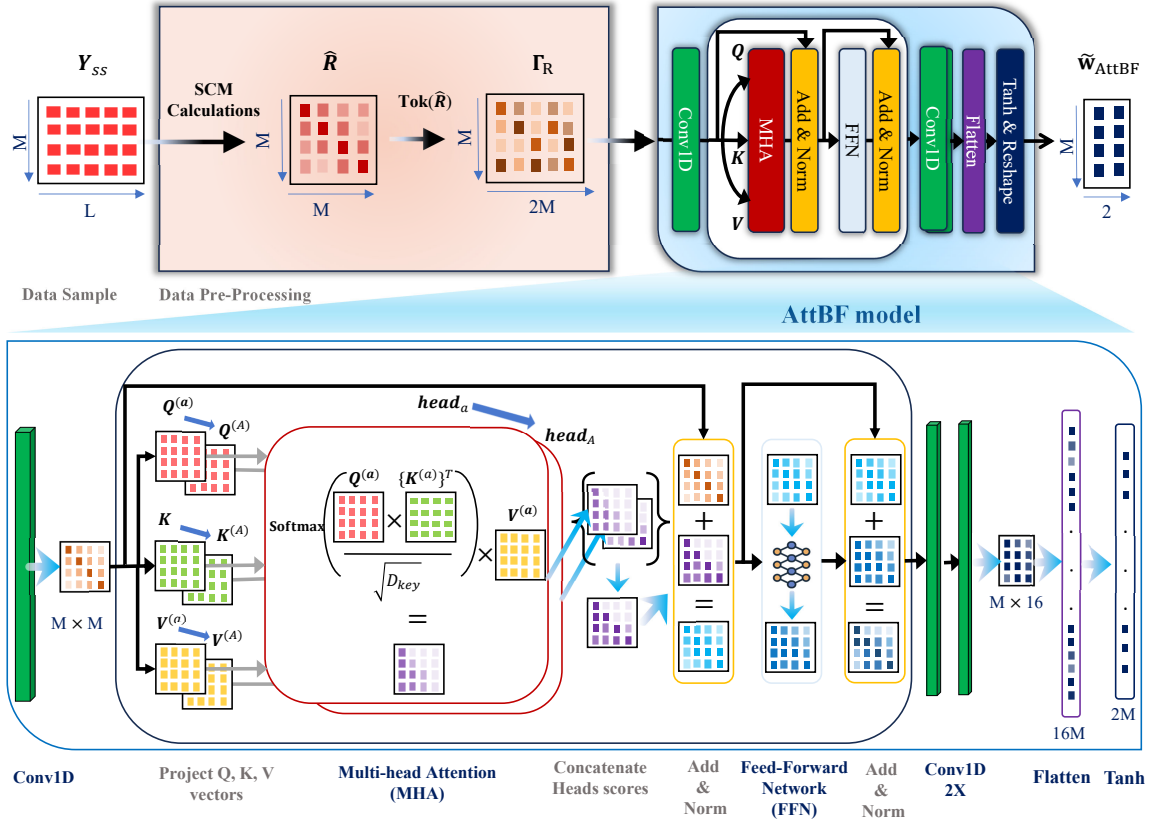 Y_ss
M
L
SCM
Calculations
R̂
M
M
Tok(R̂)
Γ_R
M
2M
Conv1D
Q
K
V
MHA
Add & Norm
FFN
Add & Norm
Conv1D
Flatten
Tanh & Reshape
w̃_AttBF
M
2
Data Sample
Data Pre-Processing
AttBF model
M × M
Q^(a)
Q^(A)
K
K^(A)
V^(a)
V^(A)
head_a
head_A
Softmax
Q^(a)
{K^(a)}^T
×
√D_key
×
V^(a)
=
{ }
+
=
+
=
M × 16
16M
2M
Conv1D
Project Q, K, V
vectors
Multi-head Attention
(MHA)
Concatenate
Heads scores
Add
&
Norm
Feed-Forward
Network
(FFN)
Add
&
Norm
Conv1D
2X
Flatten
Tanh